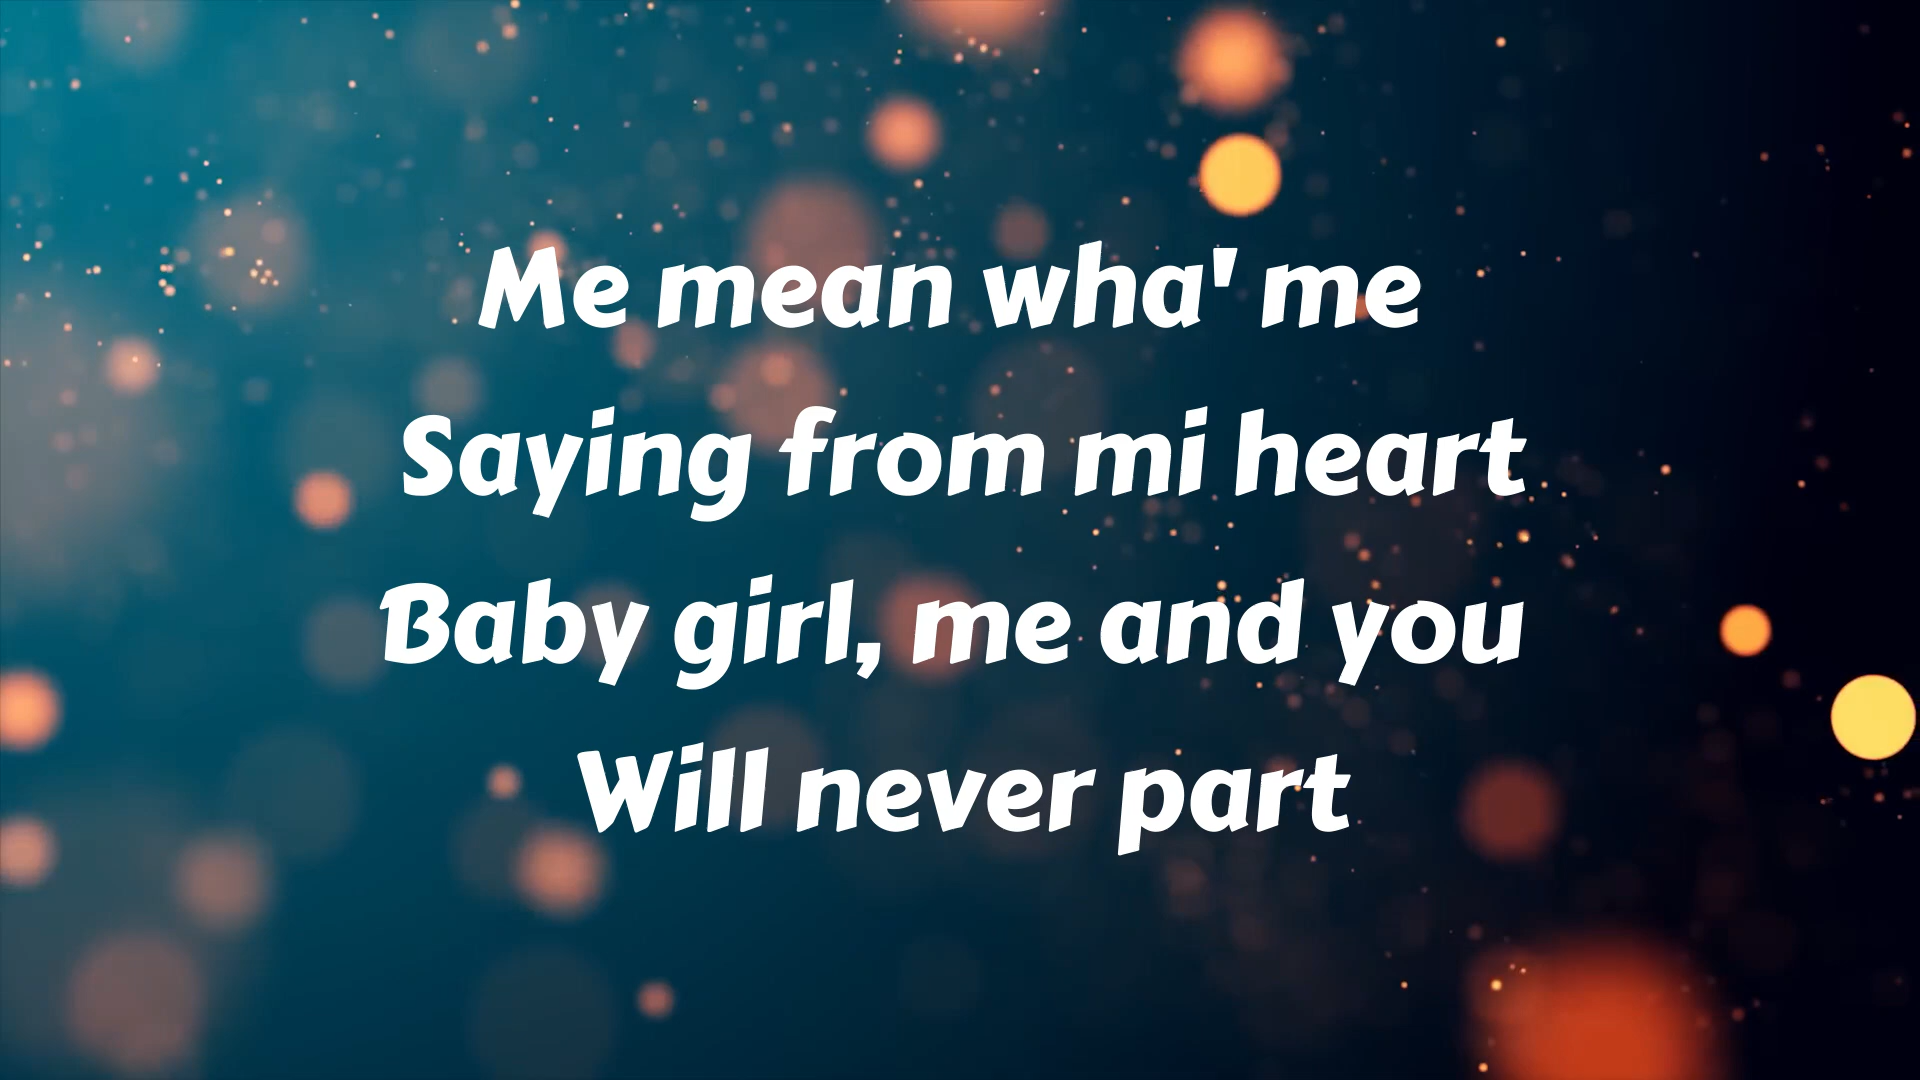 Me mean wha' me
Saying from mi heart
Baby girl, me and you
Will never part